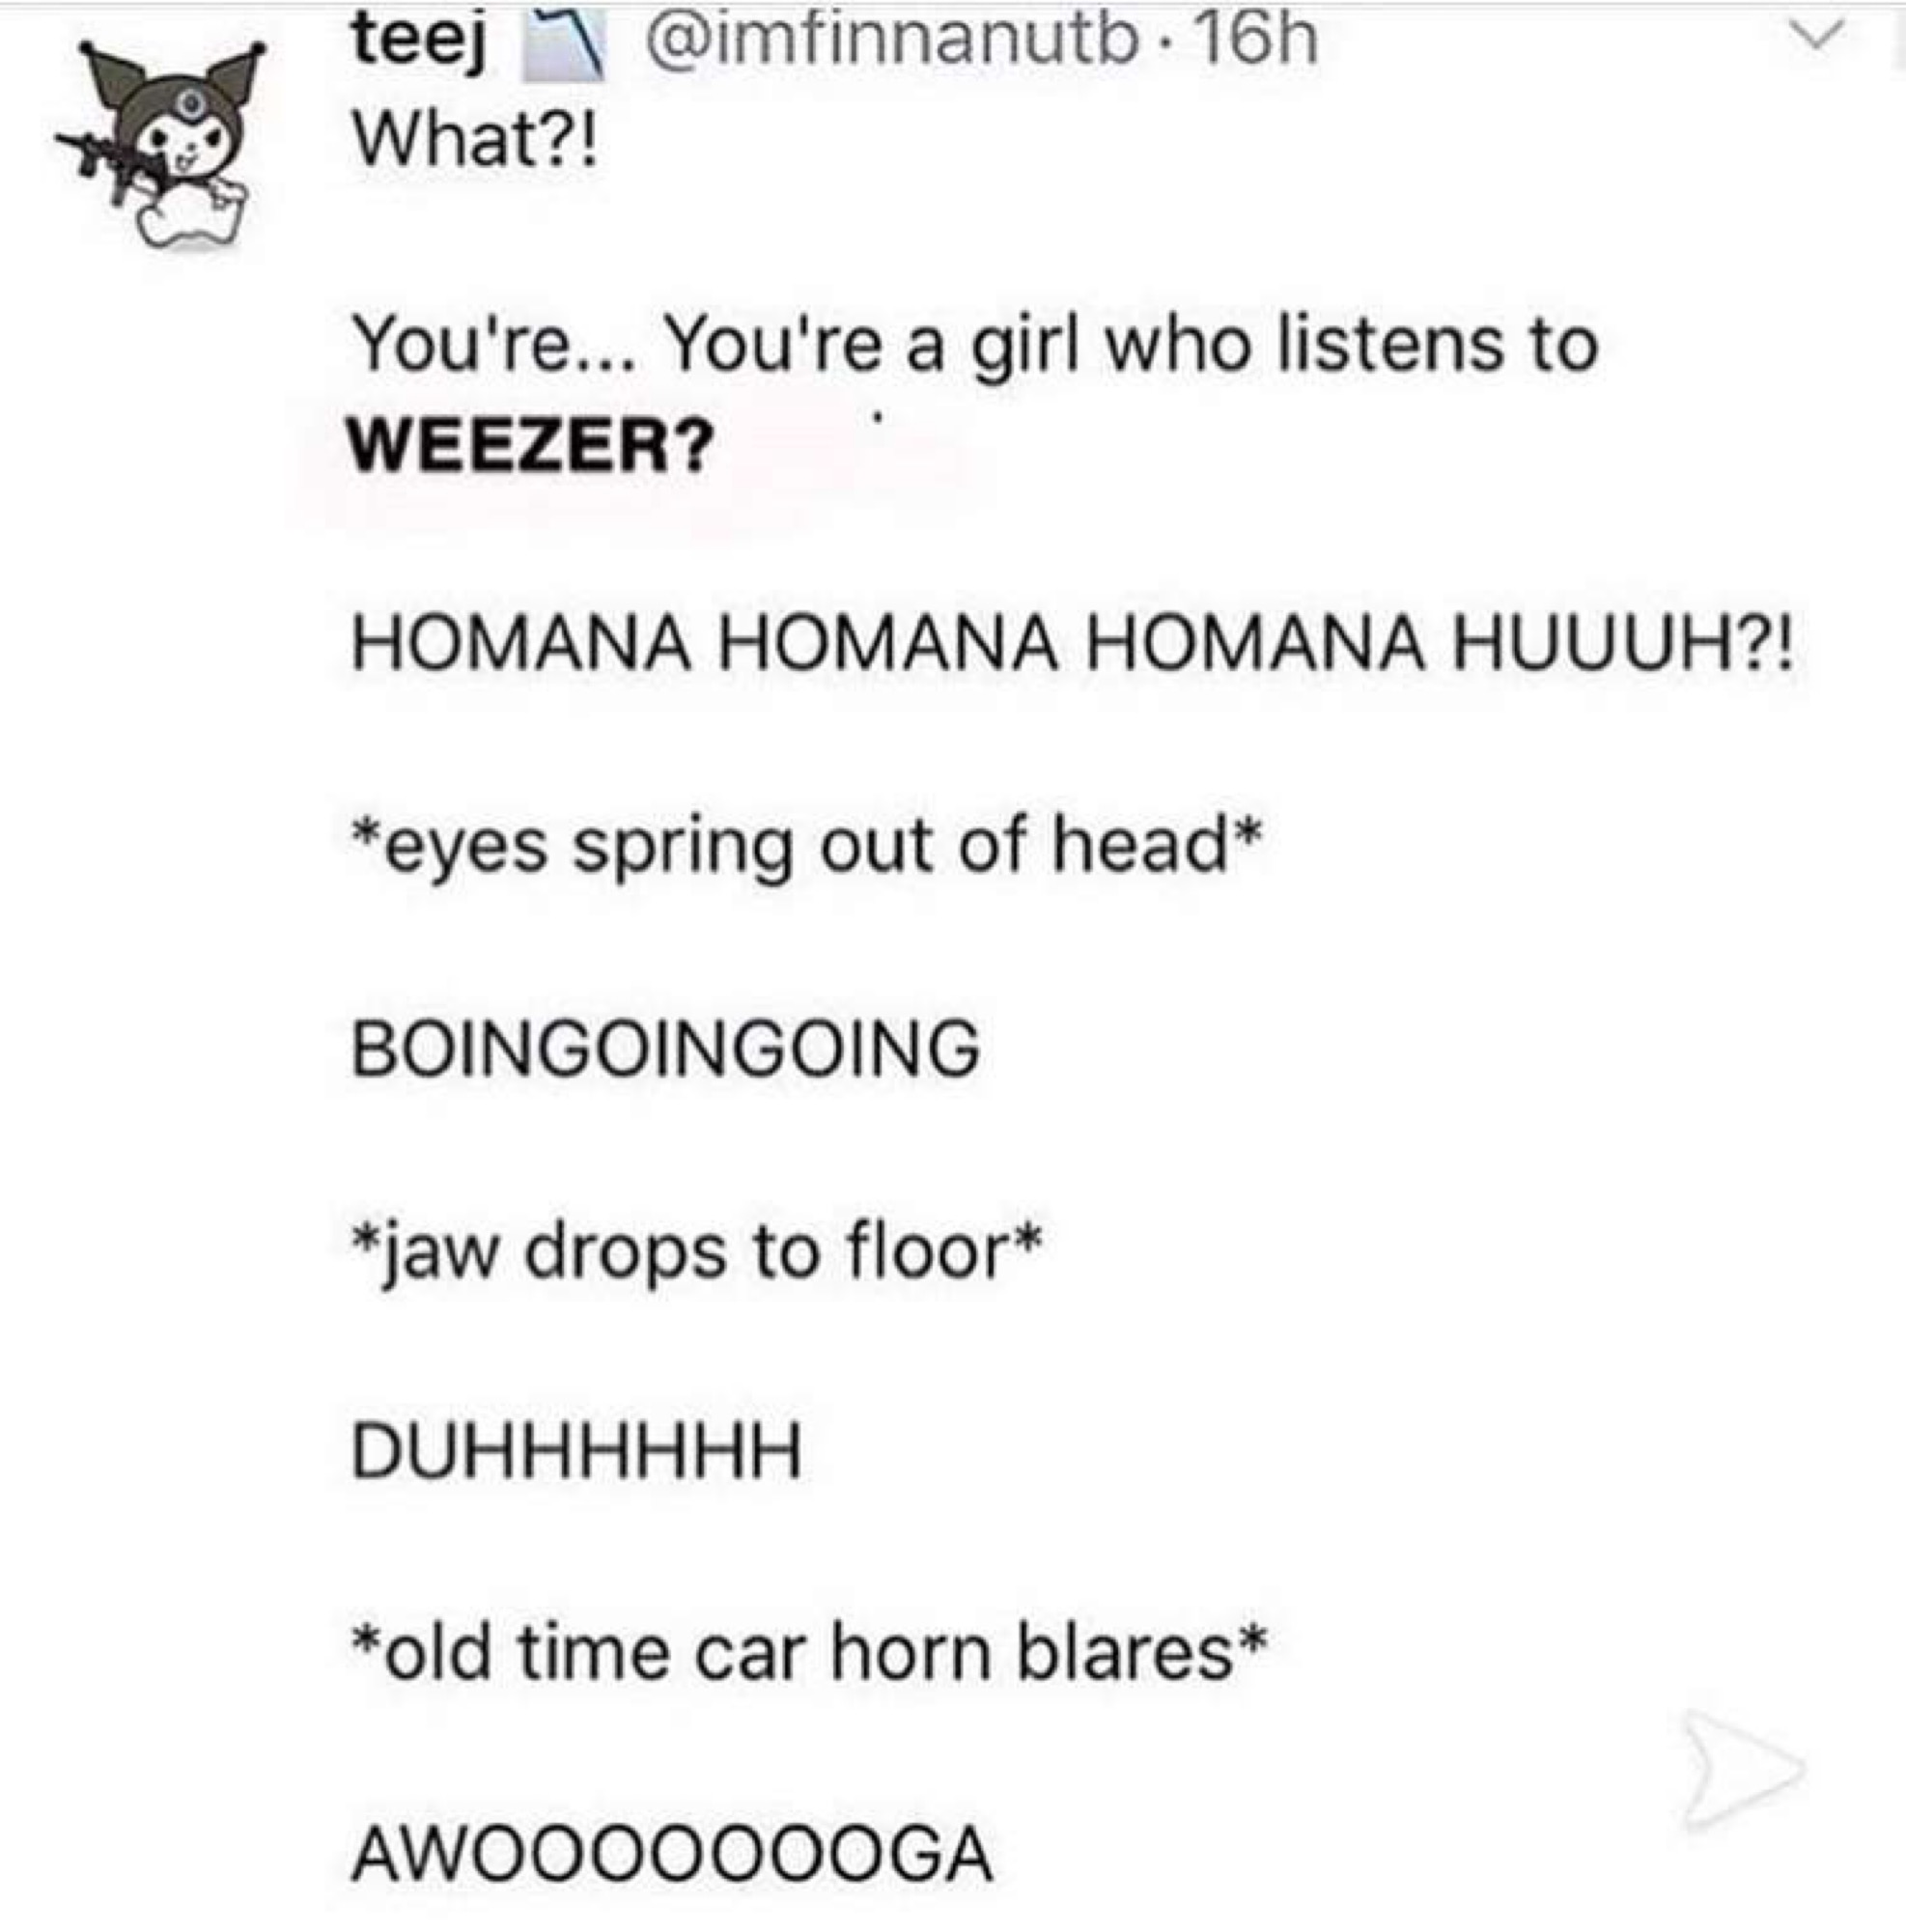 teej @imfinnanutb · 16h
What?!
You're... You're a girl who listens to
WEEZER?
HOMANA HOMANA HOMANA HUUUH?!
*eyes spring out of head*
BOINGOINGOING
*jaw drops to floor*
DUHHHHHH
*old time car horn blares*
AWOOOOOOOGA